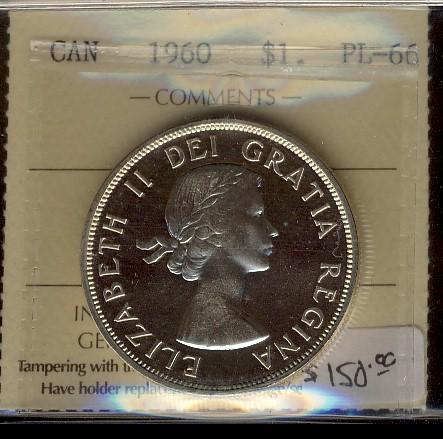 CAN 1960 $1. PL-66
— COMMENTS —
ELIZABETH II DEI GRATIA REGINA
IN
GE
Tampering with
Have holder
$150.00